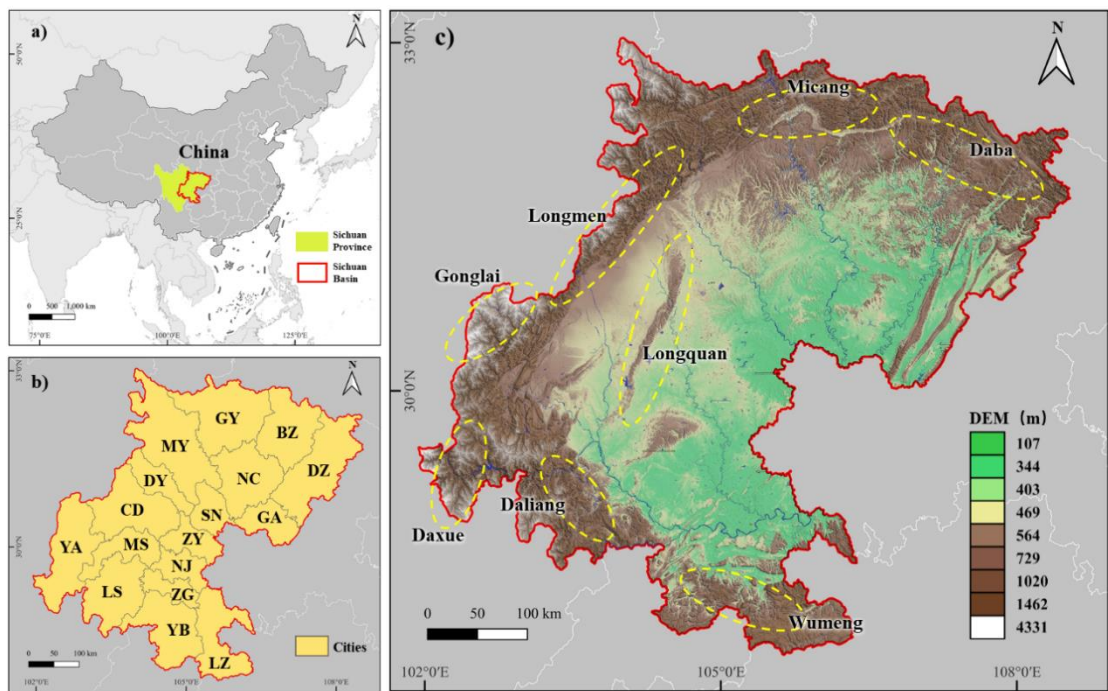 a)
N
50°0'N
25°0'N
China
Sichuan
Province
Sichuan
Basin
0 500 1,000 km
75°0'E 100°0'E 125°0'E
b)
N
33°0'N
30°0'N
GY
BZ
MY
DZ
NC
DY
SN
CD
GA
ZY
YA
MS
NJ
LS
ZG
YB
LZ
Cities
0 50 100 km
102°0'E 105°0'E 108°0'E
c)
N
33°0'N
30°0'N
Micang
Daba
Longmen
Gonglai
Longquan
Daliang
Daxue
Wumeng
DEM (m)
107
344
403
469
564
729
1020
1462
4331
0 50 100 km
102°0'E 105°0'E 108°0'E